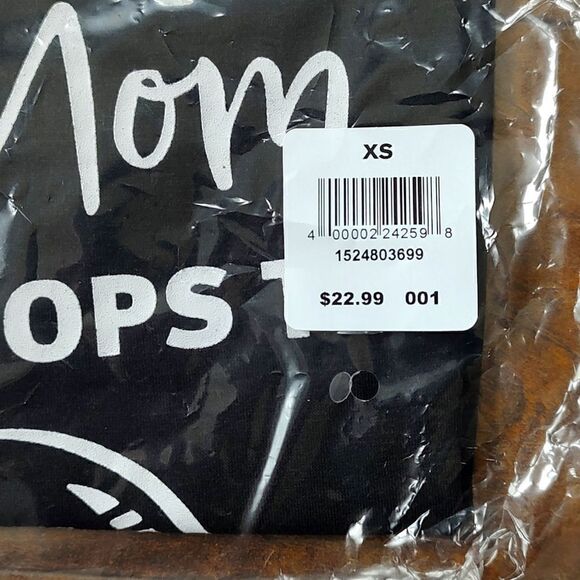 Mom
OPS T
XS
4 00002 24259 8
1524803699
$22.99 001